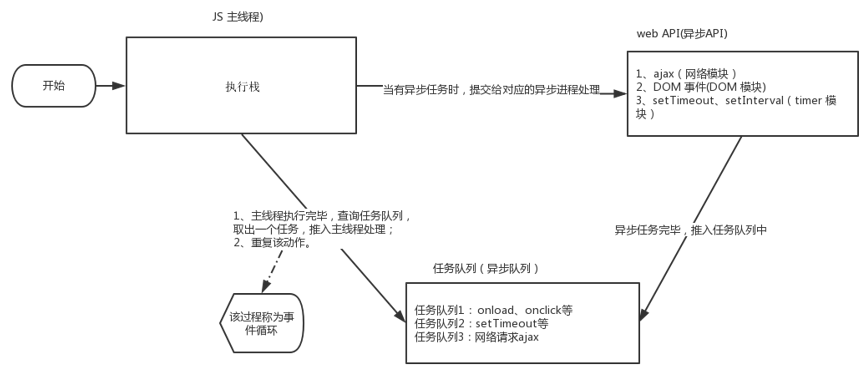 JS 主线程)
web API(异步API)
开始
执行栈
当有异步任务时，提交给对应的异步进程处理
1、ajax（网络模块）
2、DOM 事件(DOM 模块)
3、setTimeout、setInterval（timer 模
块）
1、主线程执行完毕，查询任务队列，
取出一个任务，推入主线程处理；
2、重复该动作。
异步任务完毕，推入任务队列中
任务队列（异步队列）
该过程称为事
件循环
任务队列1：onload、onclick等
任务队列2：setTimeout等
任务队列3：网络请求ajax